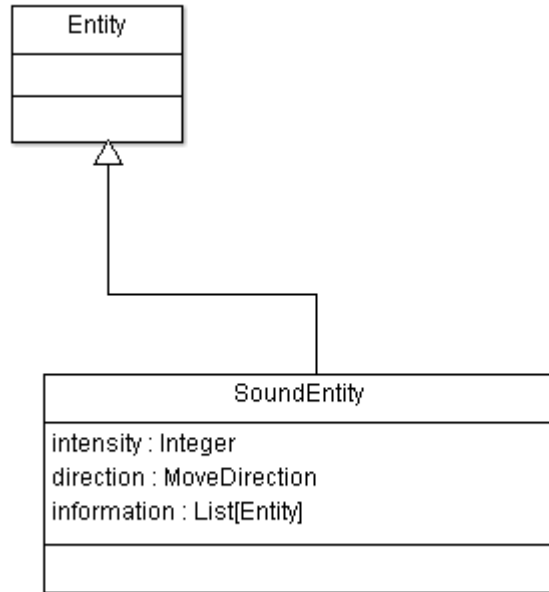 Entity
SoundEntity
intensity : Integer
direction : MoveDirection
information : List[Entity]